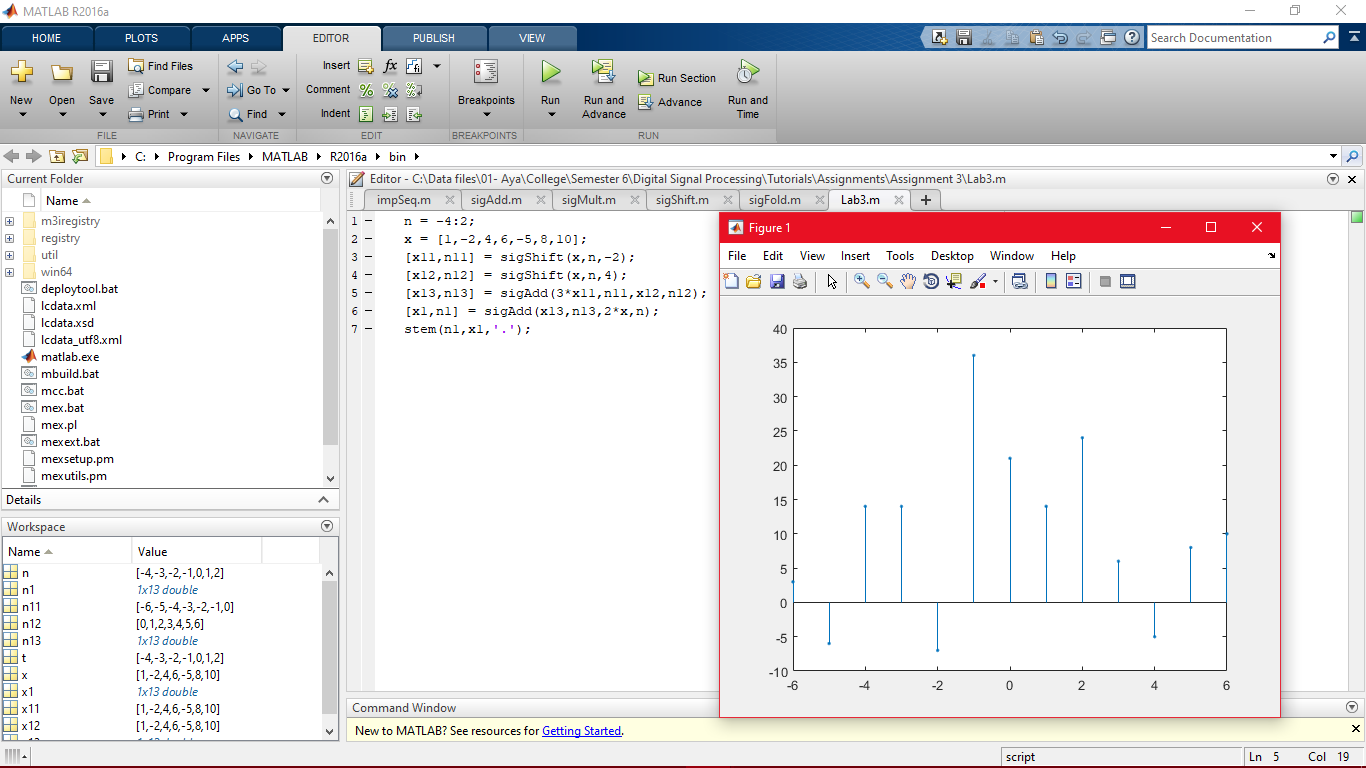 MATLAB R2016a
HOME PLOTS APPS EDITOR PUBLISH VIEW
Search Documentation
New Open Save Find Files Compare Print
Go To Find
Insert fx Comment Indent
Breakpoints
Run Run and Advance Run Section Advance Run and Time
FILE NAVIGATE EDIT BREAKPOINTS RUN
C: Program Files MATLAB R2016a bin
Current Folder
Name
m3iregistry
registry
util
win64
deploytool.bat
lcdata.xml
lcdata.xsd
lcdata_utf8.xml
matlab.exe
mbuild.bat
mcc.bat
mex.bat
mex.pl
mexext.bat
mexsetup.pm
mexutils.pm
Details
Workspace
Name Value
n [-4,-3,-2,-1,0,1,2]
n1 1x13 double
n11 [-6,-5,-4,-3,-2,-1,0]
n12 [0,1,2,3,4,5,6]
n13 1x13 double
t [-4,-3,-2,-1,0,1,2]
x [1,-2,4,6,-5,8,10]
x1 1x13 double
x11 [1,-2,4,6,-5,8,10]
x12 [1,-2,4,6,-5,8,10]
Editor - C:\Data files\01- Aya\College\Semester 6\Digital Signal Processing\Tutorials\Assignments\Assignment 3\Lab3.m
impSeq.m sigAdd.m sigMult.m sigShift.m sigFold.m Lab3.m
1 – n = -4:2;
2 – x = [1,-2,4,6,-5,8,10];
3 – [x11,n11] = sigShift(x,n,-2);
4 – [x12,n12] = sigShift(x,n,4);
5 – [x13,n13] = sigAdd(3*x11,n11,x12,n12);
6 – [x1,n1] = sigAdd(x13,n13,2*x,n);
7 – stem(n1,x1,'.');
Figure 1
File Edit View Insert Tools Desktop Window Help
40
35
30
25
20
15
10
5
0
-5
-10
-6 -4 -2 0 2 4 6
Command Window
New to MATLAB? See resources for Getting Started.
script Ln 5 Col 19